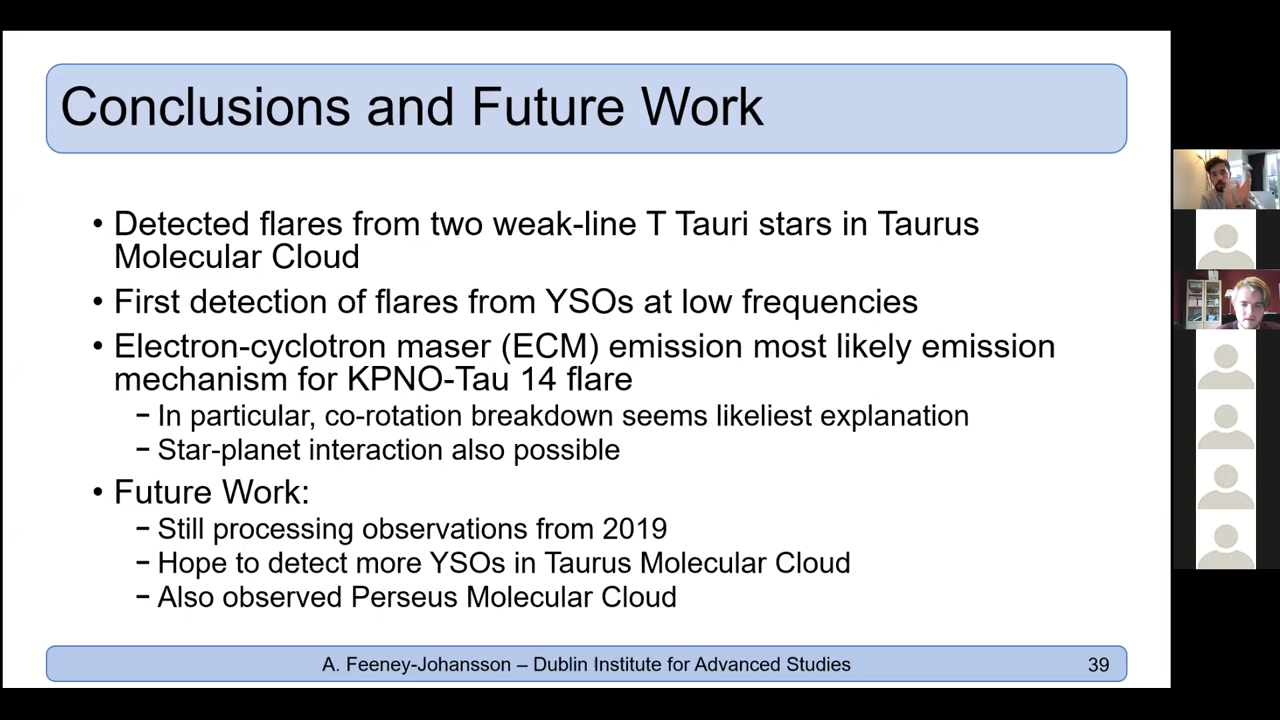 Conclusions and Future Work
• Detected flares from two weak-line T Tauri stars in Taurus
Molecular Cloud
• First detection of flares from YSOs at low frequencies
• Electron-cyclotron maser (ECM) emission most likely emission
mechanism for KPNO-Tau 14 flare
− In particular, co-rotation breakdown seems likeliest explanation
− Star-planet interaction also possible
• Future Work:
− Still processing observations from 2019
− Hope to detect more YSOs in Taurus Molecular Cloud
− Also observed Perseus Molecular Cloud
A. Feeney-Johansson – Dublin Institute for Advanced Studies
39